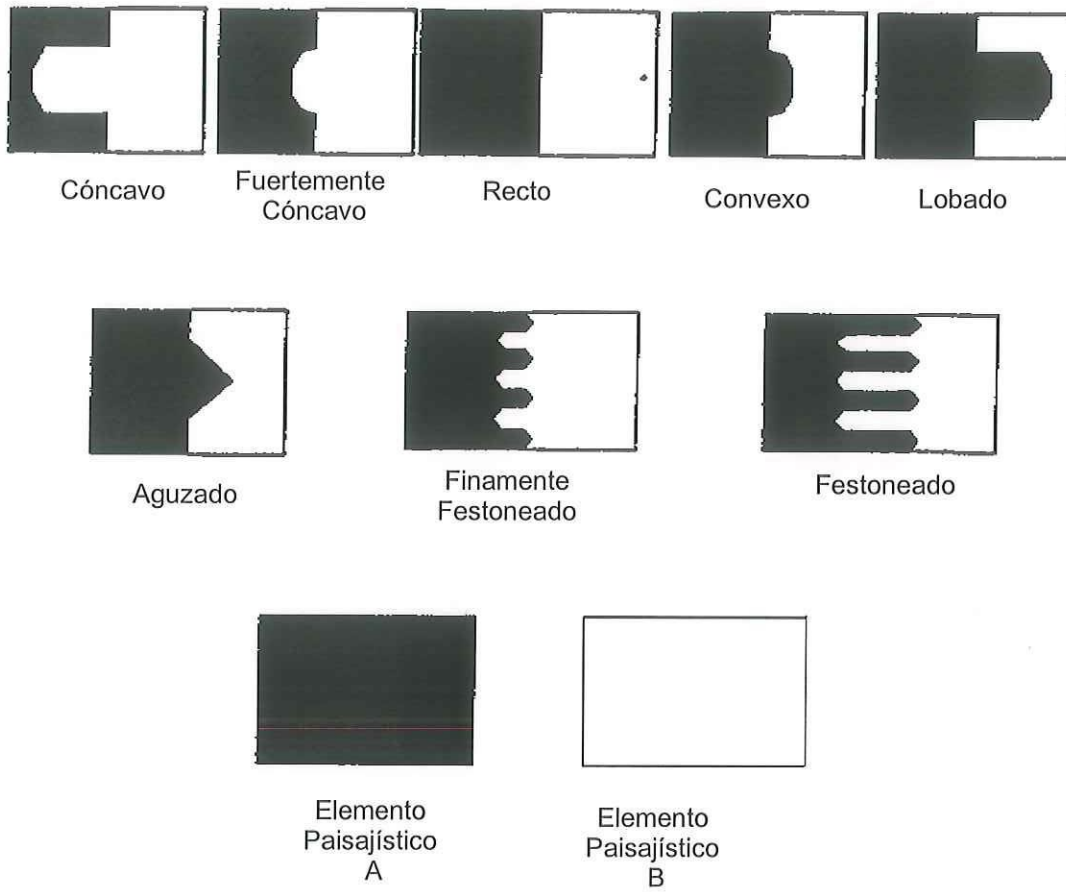 Cóncavo
Fuertemente
Cóncavo
Recto
Convexo
Lobado
Aguzado
Finamente
Festoneado
Festoneado
Elemento
Paisajístico
A
Elemento
Paisajístico
B